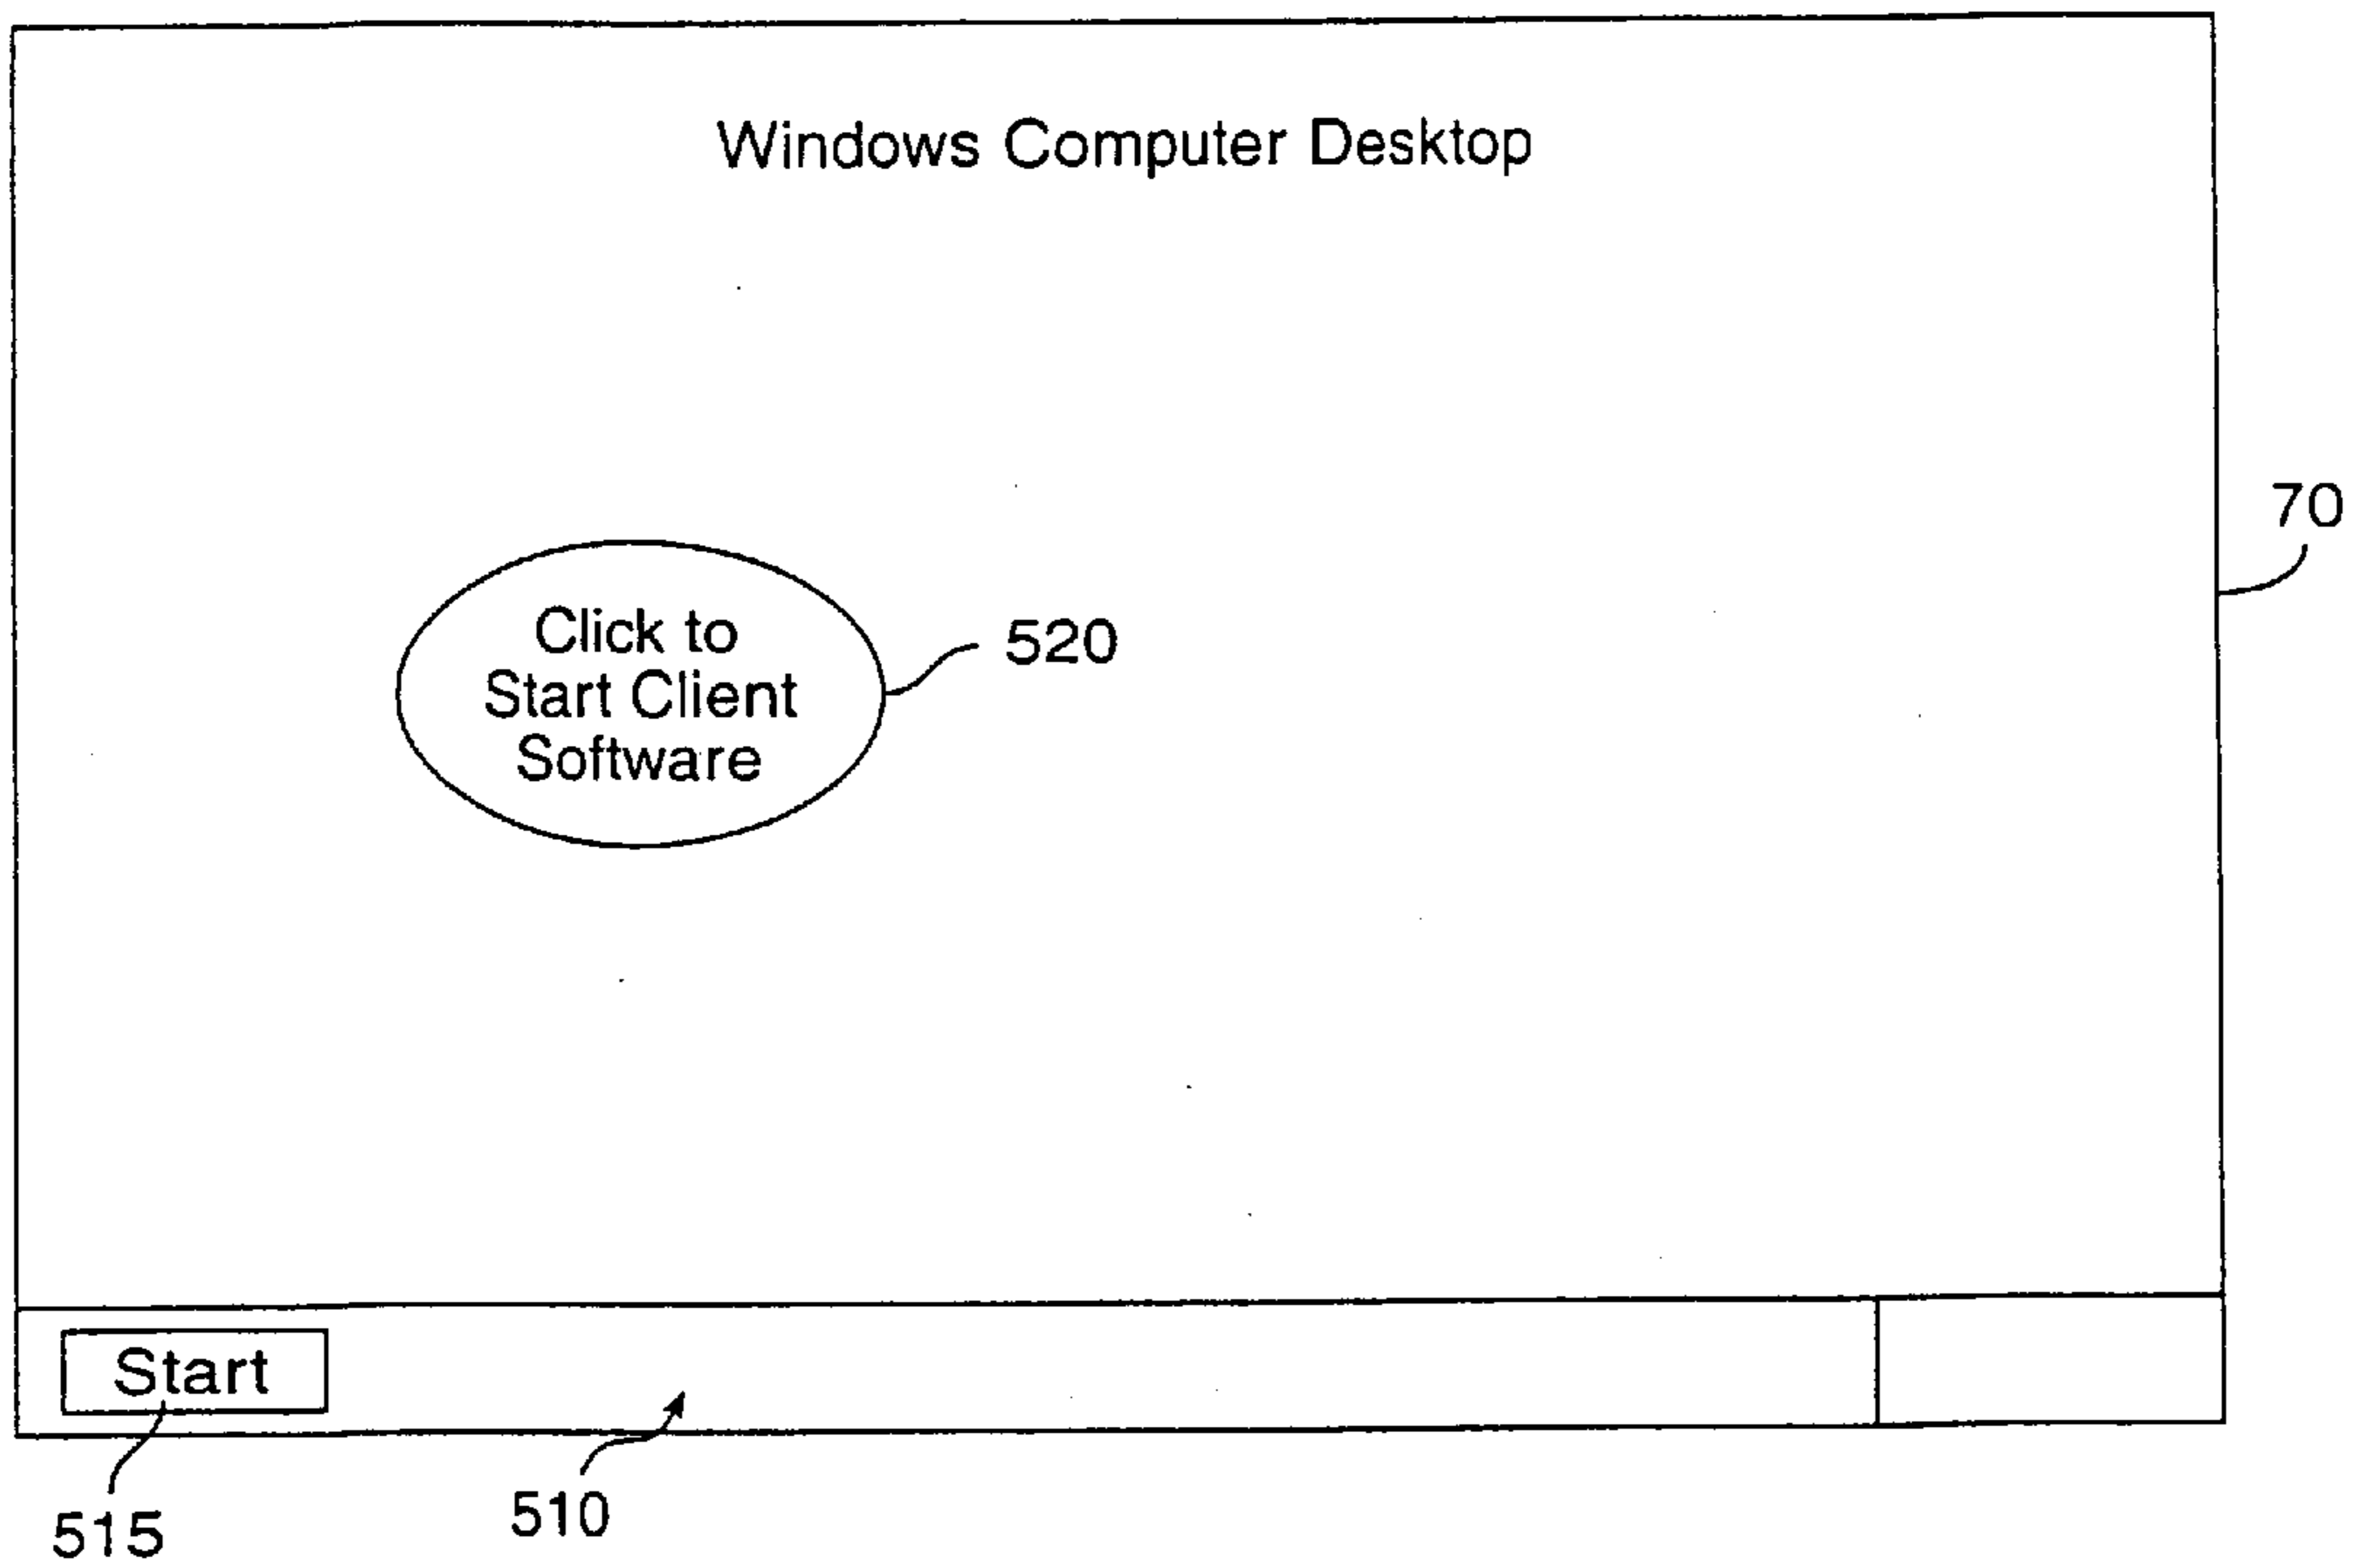 Windows Computer Desktop
70
Click to
Start Client
Software
520
Start
515
510